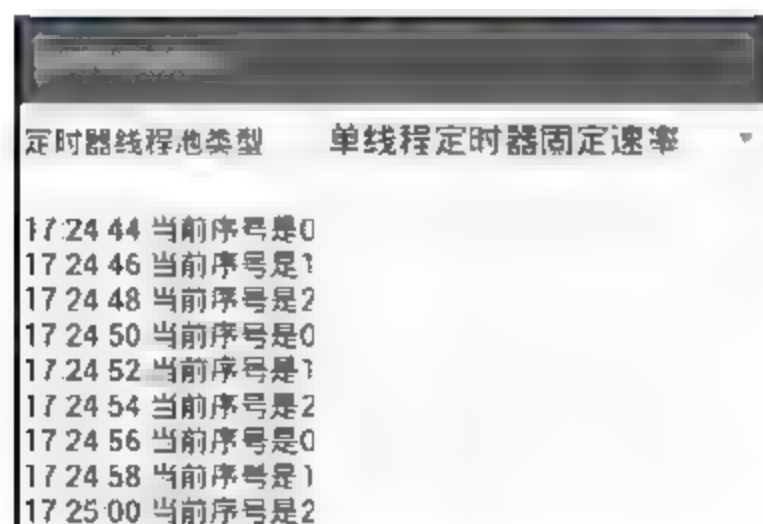 定时器线程池类型 单线程定时器固定速率
17:24:44 当前序号是0
17:24:46 当前序号是1
17:24:48 当前序号是2
17:24:50 当前序号是0
17:24:52 当前序号是1
17:24:54 当前序号是2
17:24:56 当前序号是0
17:24:58 当前序号是1
17:25:00 当前序号是2